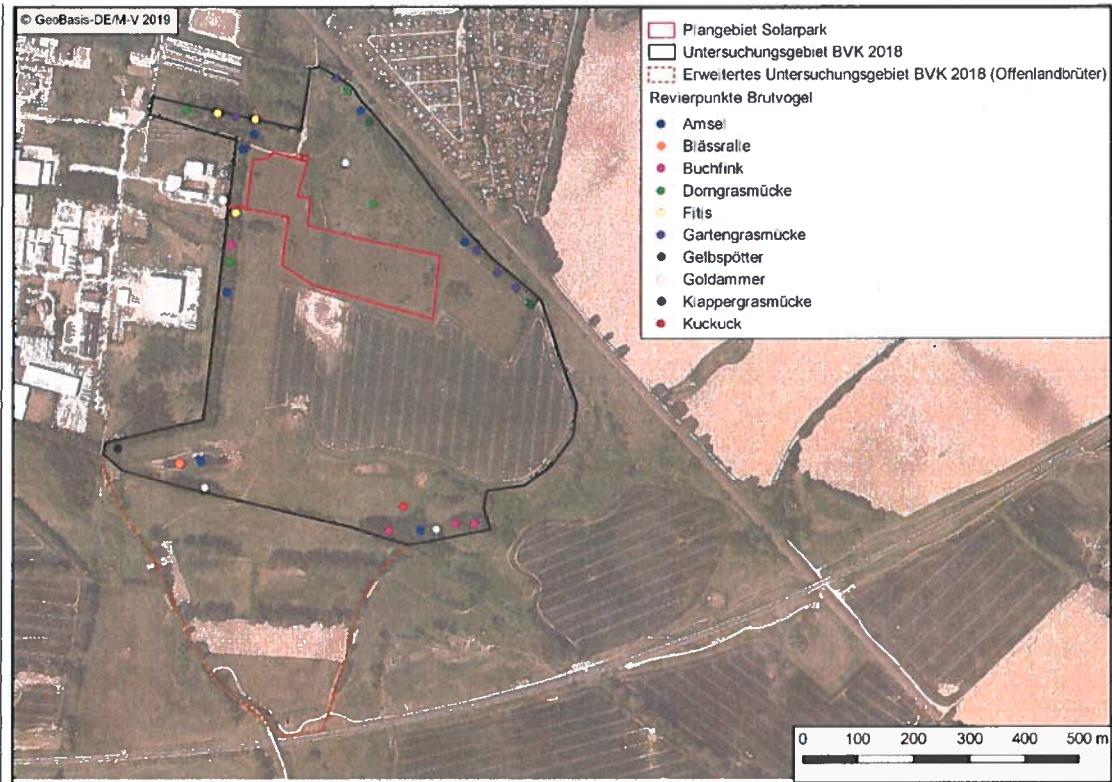 © GeoBasis-DE/M-V 2019
Plangebiet Solarpark
Untersuchungsgebiet BVK 2018
Erweitertes Untersuchungsgebiet BVK 2018 (Offenlandbrüter)
Revierpunkte Brutvogel
Amsel
Blässralle
Buchfink
Dorngrasmücke
Fitis
Gartengrasmücke
Gelbspötter
Goldammer
Klappergrasmücke
Kuckuck
0 100 200 300 400 500 m